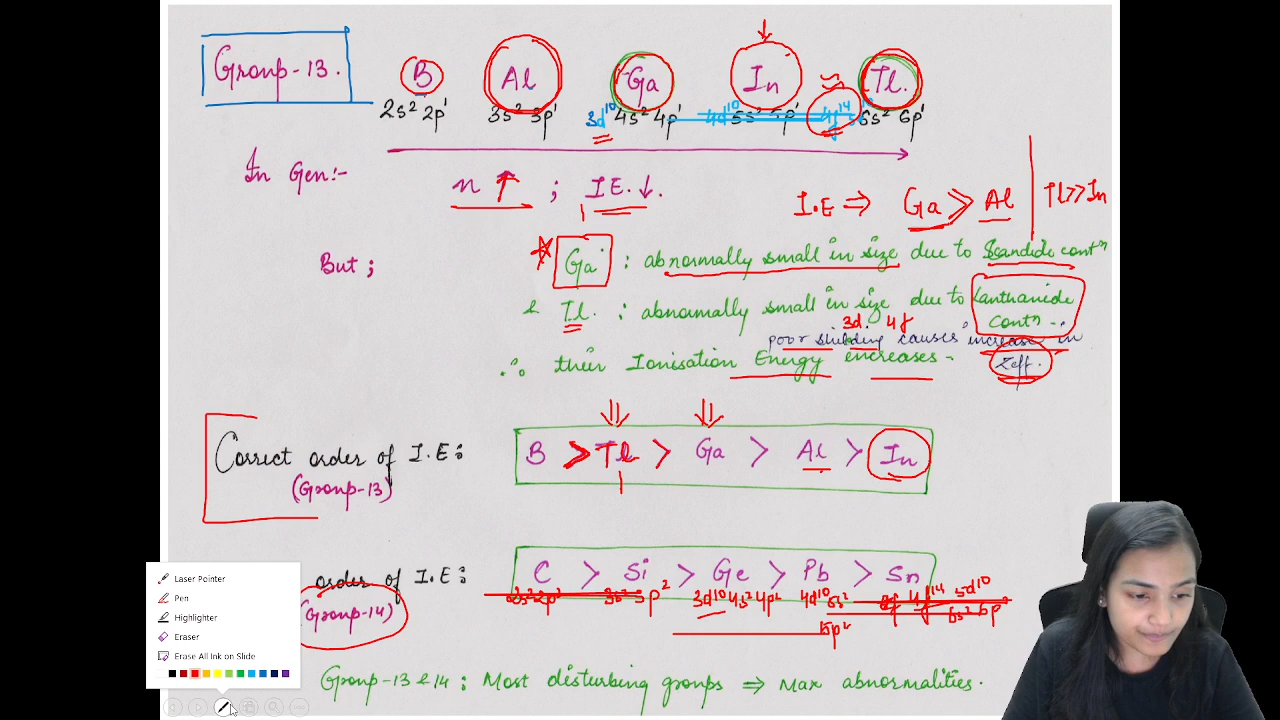 Group-13.
B Al Ga In ≈ Tl.
2s² 2p¹ 3s² 3p¹ 3d¹⁰ 4s² 4p¹ 4d¹⁰ 5s² 5p¹ 4f¹⁴ 6s² 6p¹
In Gen:- n ↑ ; I.E. ↓.
I.E ⇒ Ga > Al Tl >> In
But ; Ga : abnormally small in size due to Scandide contⁿ
& Tl. : abnormally small in size due to Lanthanide contⁿ -
3d. 4f
poor shielding causes increase in Zeff.
∴ their Ionisation Energy increases -
Correct order of I.E: B > Tl > Ga > Al > In
(Group-13)
order of I.E: C > Si > Ge > Pb > Sn
(Group-14)
2s² 2p² 3s² 3p² 3d¹⁰ 4s² 4p² 4d¹⁰ 5s² 5p² 4f¹⁴ 5d¹⁰ 6s² 6p²
Group-13 & 14 : Most disturbing groups ⇒ Max abnormalities.
Laser Pointer
Pen
Highlighter
Eraser
Erase All Ink on Slide